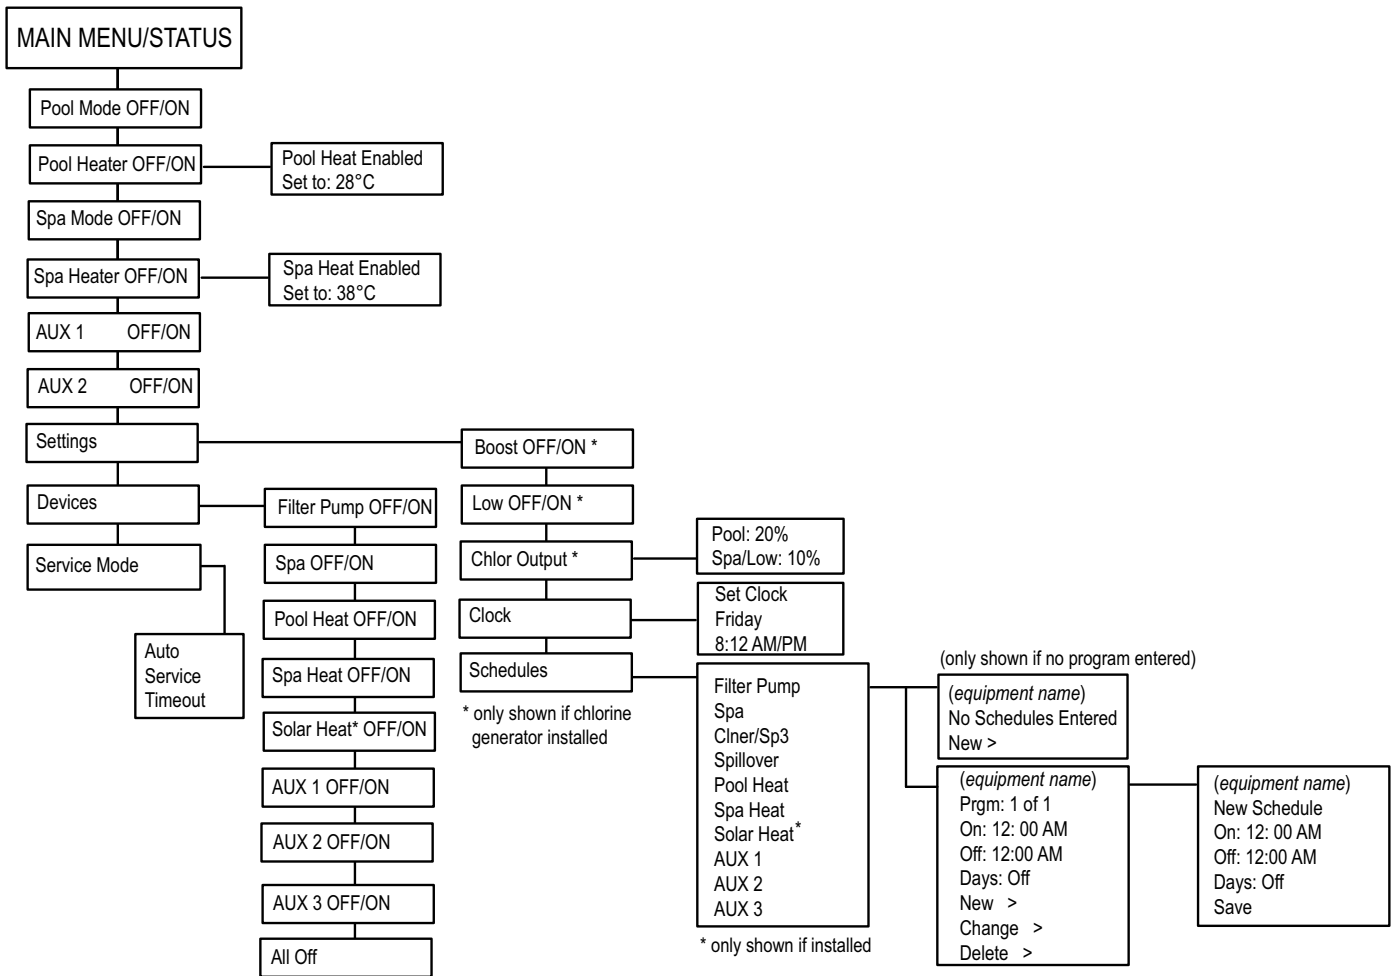 MAIN MENU/STATUS
Pool Mode OFF/ON
Pool Heater OFF/ON
Pool Heat Enabled
Set to: 28°C
Spa Mode OFF/ON
Spa Heater OFF/ON
Spa Heat Enabled
Set to: 38°C
AUX 1 OFF/ON
AUX 2 OFF/ON
Settings
Devices
Service Mode
Auto
Service
Timeout
Filter Pump OFF/ON
Spa OFF/ON
Pool Heat OFF/ON
Spa Heat OFF/ON
Solar Heat* OFF/ON
AUX 1 OFF/ON
AUX 2 OFF/ON
AUX 3 OFF/ON
All Off
Boost OFF/ON *
Low OFF/ON *
Chlor Output *
Clock
Schedules
* only shown if chlorine
generator installed
Pool: 20%
Spa/Low: 10%
Set Clock
Friday
8:12 AM/PM
Filter Pump
Spa
Clner/Sp3
Spillover
Pool Heat
Spa Heat
Solar Heat*
AUX 1
AUX 2
AUX 3
* only shown if installed
(only shown if no program entered)
(equipment name)
No Schedules Entered
New >
(equipment name)
Prgm: 1 of 1
On: 12: 00 AM
Off: 12:00 AM
Days: Off
New >
Change >
Delete >
(equipment name)
New Schedule
On: 12: 00 AM
Off: 12:00 AM
Days: Off
Save